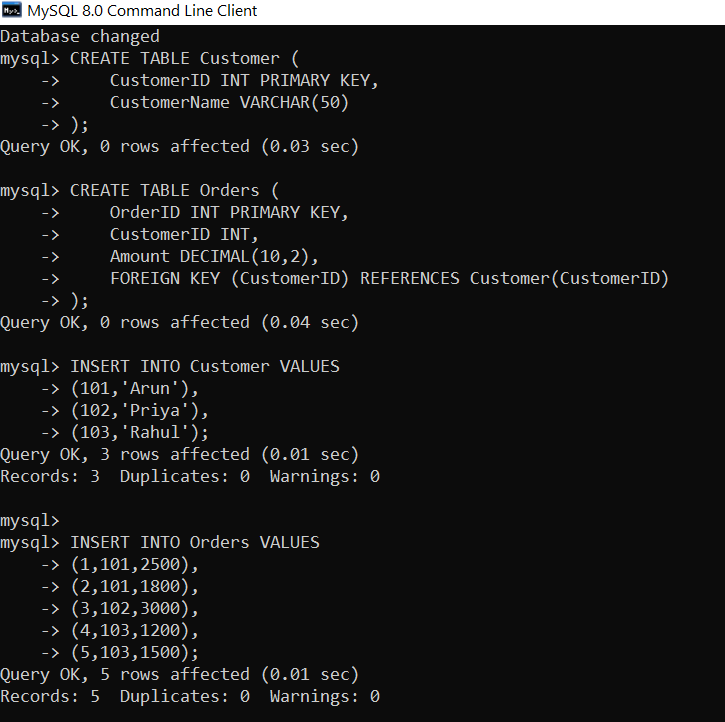 MySQL 8.0 Command Line Client
Database changed
mysql> CREATE TABLE Customer (
    ->     CustomerID INT PRIMARY KEY,
    ->     CustomerName VARCHAR(50)
    -> );
Query OK, 0 rows affected (0.03 sec)

mysql> CREATE TABLE Orders (
    ->     OrderID INT PRIMARY KEY,
    ->     CustomerID INT,
    ->     Amount DECIMAL(10,2),
    ->     FOREIGN KEY (CustomerID) REFERENCES Customer(CustomerID)
    -> );
Query OK, 0 rows affected (0.04 sec)

mysql> INSERT INTO Customer VALUES
    -> (101,'Arun'),
    -> (102,'Priya'),
    -> (103,'Rahul');
Query OK, 3 rows affected (0.01 sec)
Records: 3  Duplicates: 0  Warnings: 0

mysql>
mysql> INSERT INTO Orders VALUES
    -> (1,101,2500),
    -> (2,101,1800),
    -> (3,102,3000),
    -> (4,103,1200),
    -> (5,103,1500);
Query OK, 5 rows affected (0.01 sec)
Records: 5  Duplicates: 0  Warnings: 0